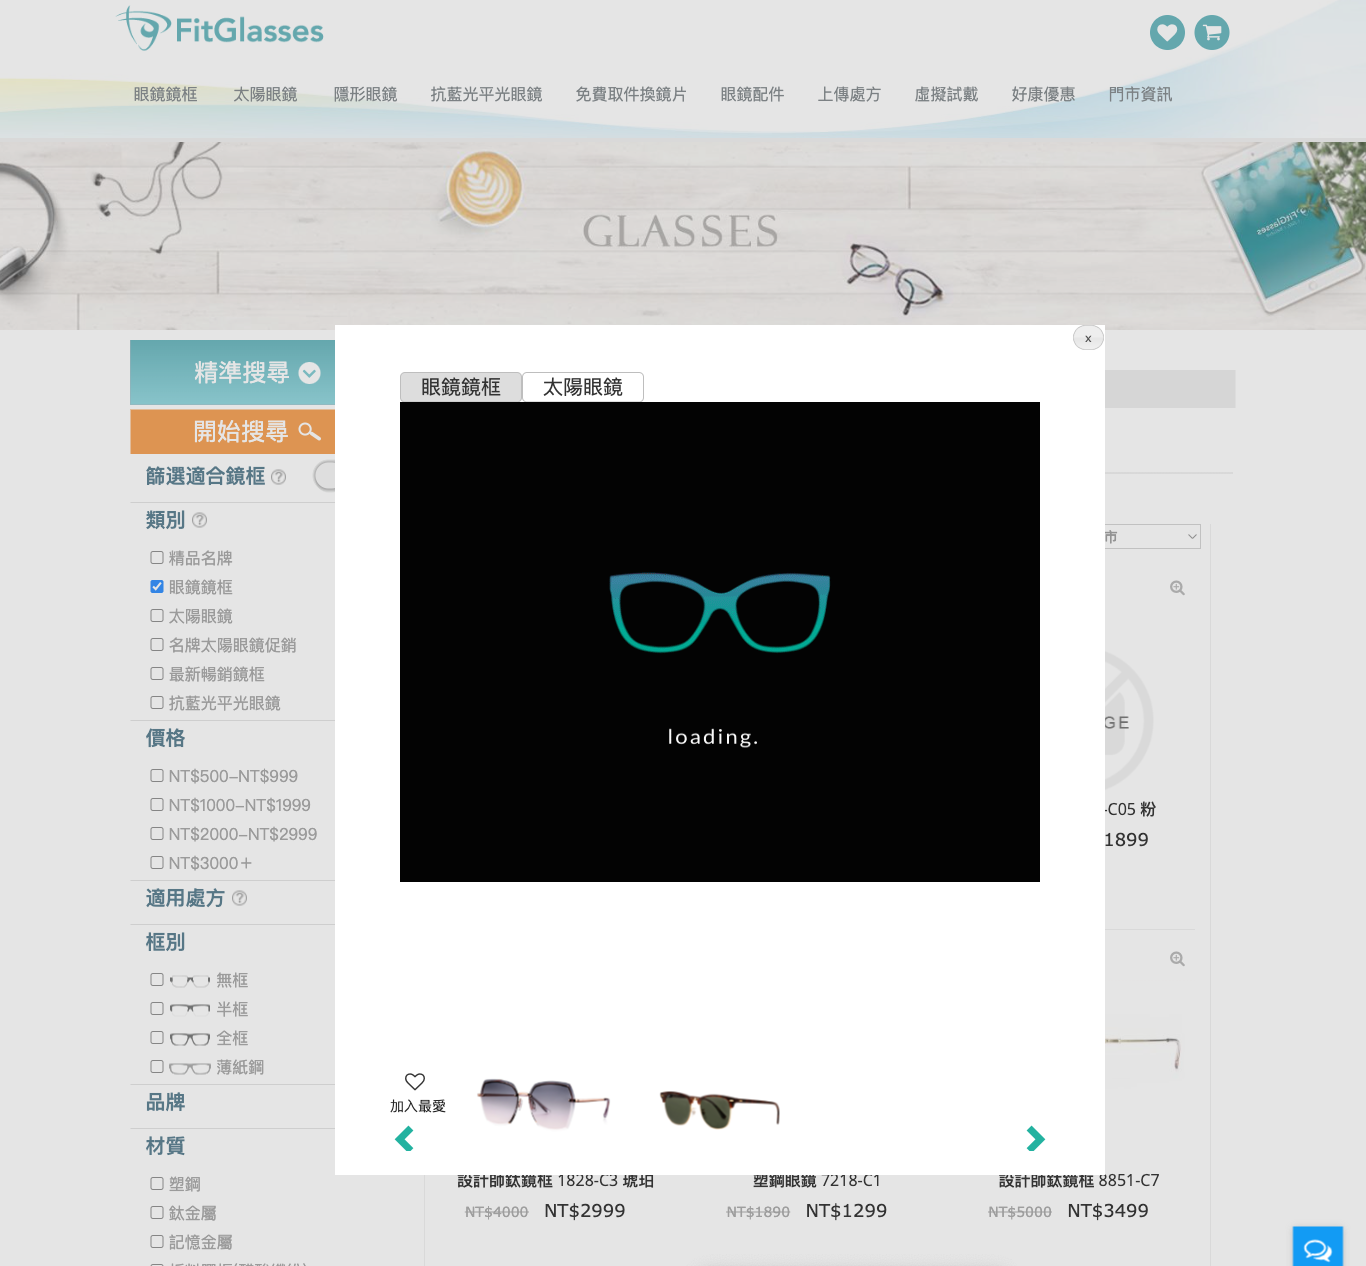 FitGlasses
眼鏡鏡框 太陽眼鏡 隱形眼鏡 抗藍光平光眼鏡 免費取件換鏡片 眼鏡配件 上傳處方 虛擬試戴 好康優惠 門市資訊
GLASSES
FitGlasses
精準搜尋
開始搜尋
篩選適合鏡框 ?
類別 ?
精品名牌
眼鏡鏡框
太陽眼鏡
名牌太陽眼鏡促銷
最新暢銷鏡框
抗藍光平光眼鏡
價格
NT$500-NT$999
NT$1000-NT$1999
NT$2000-NT$2999
NT$3000+
適用處方 ?
框別
無框
半框
全框
薄紙鋼
品牌
材質
塑鋼
鈦金屬
記憶金屬
x
眼鏡鏡框 太陽眼鏡
loading.
加入最愛
市
GE
-C05 粉
1899
設計師鈦鏡框 1828-C3 琥珀
NT$4000 NT$2999
塑鋼眼鏡 7218-C1
NT$1890 NT$1299
設計師鈦鏡框 8851-C7
NT$5000 NT$3499